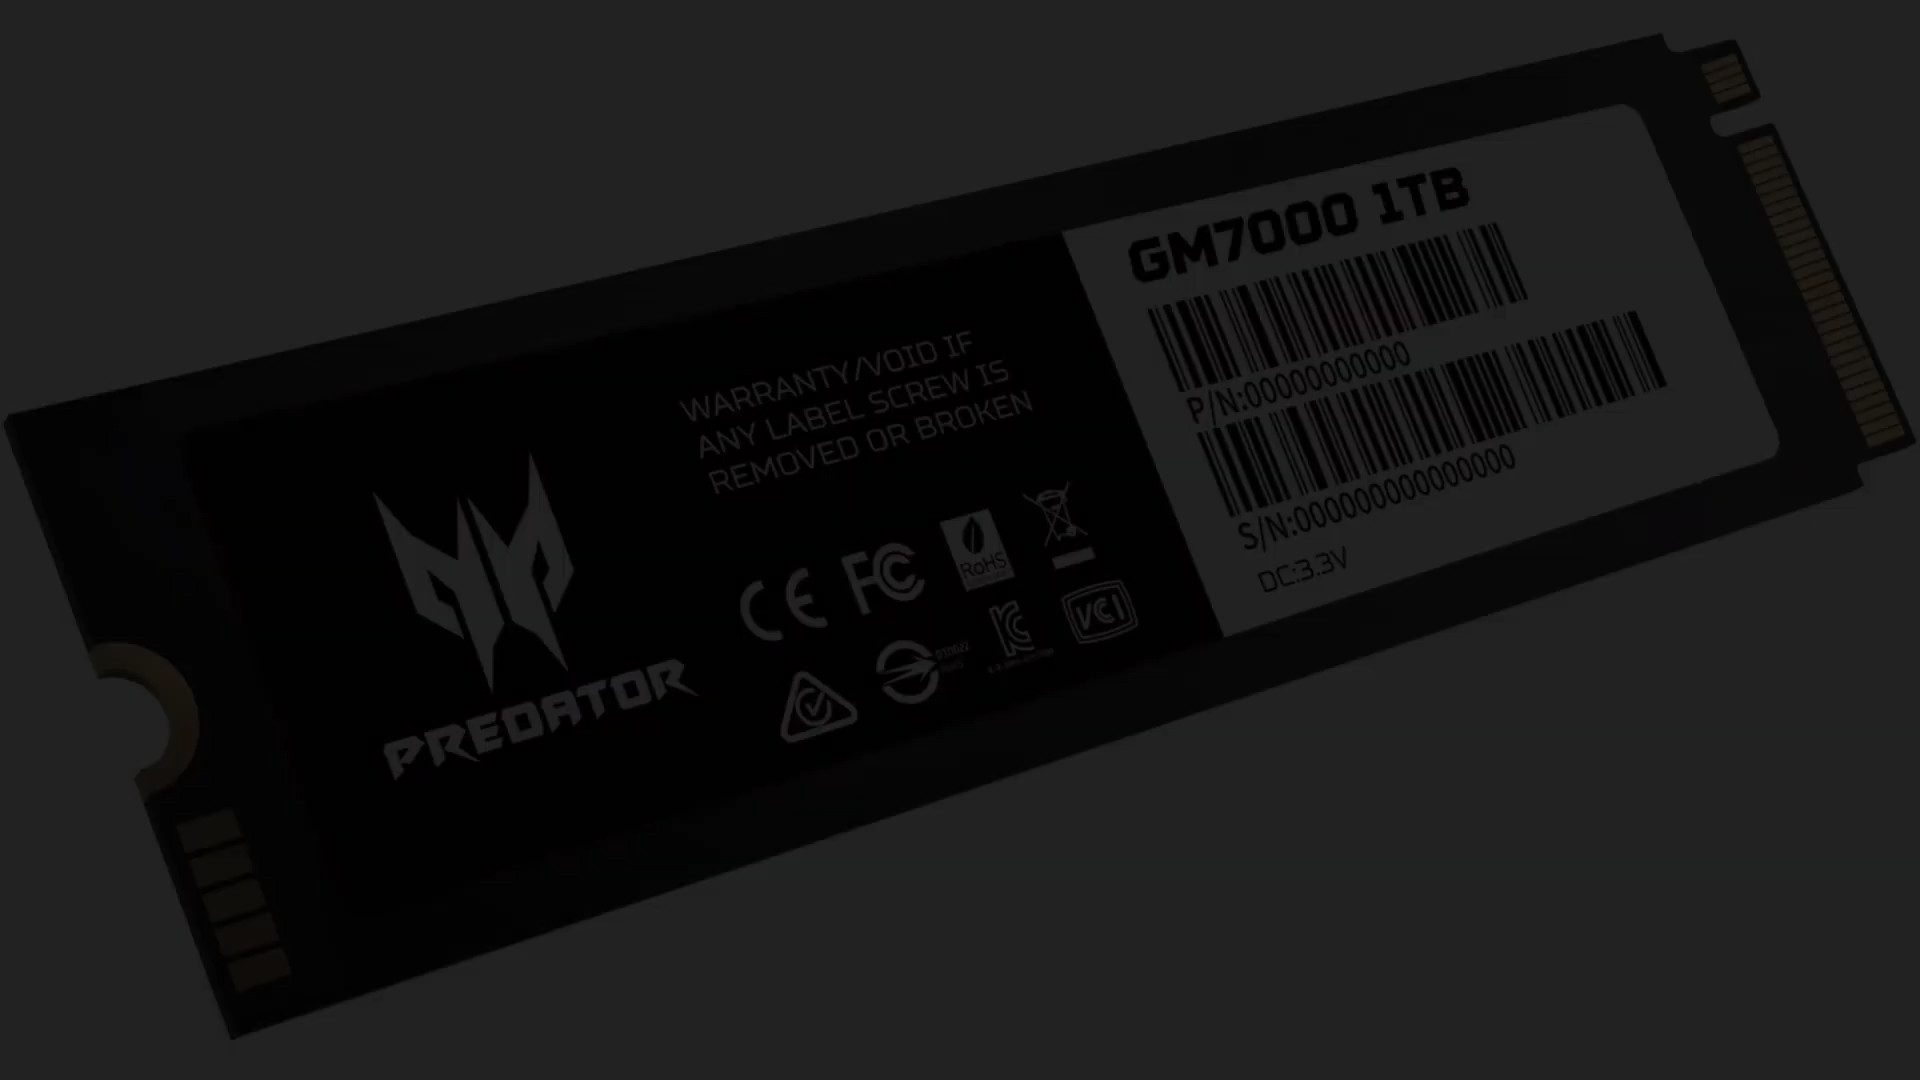 GM7000 1TB
P/N:00000000000
S/N:000000000000000
DC:3.3V
WARRANTY/VOID IF
ANY LABEL SCREW IS
REMOVED OR BROKEN
PREDATOR
CE FC RoHS
VCI